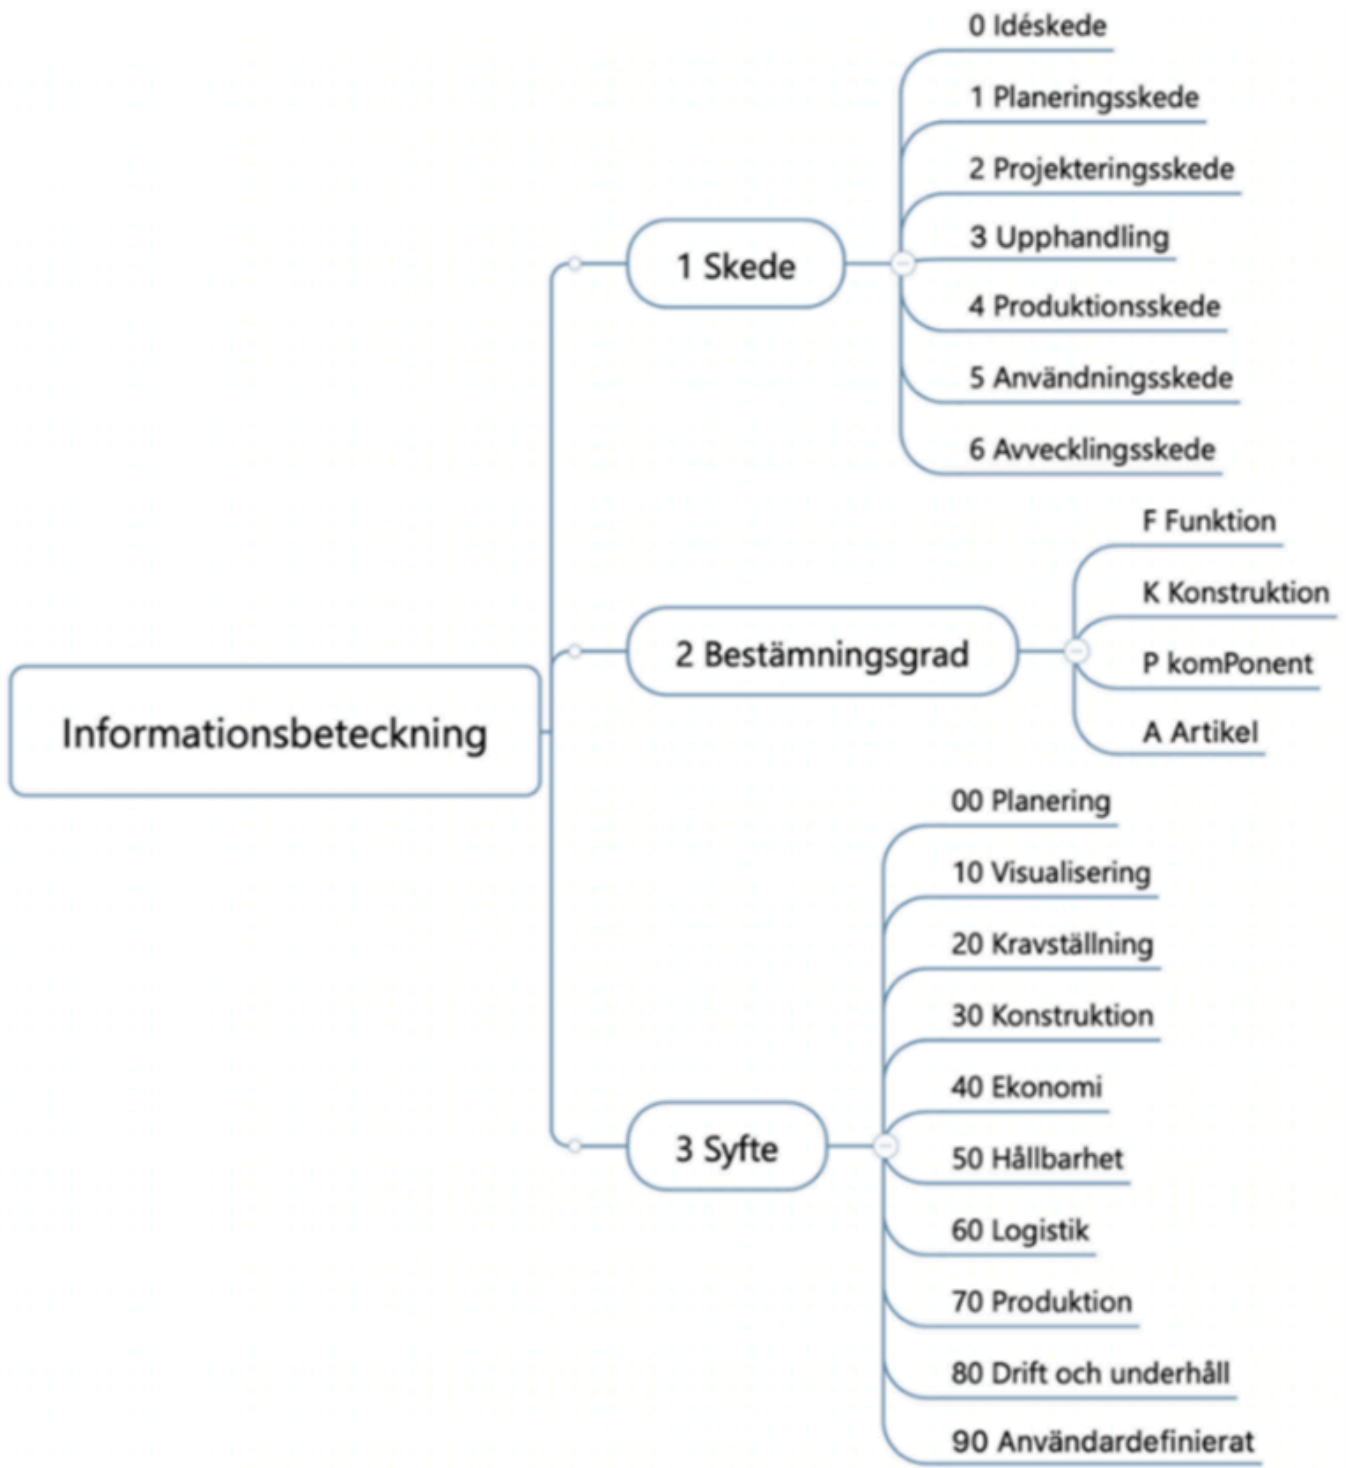 Informationsbeteckning
1 Skede
0 Idéskede
1 Planeringsskede
2 Projekteringsskede
3 Upphandling
4 Produktionsskede
5 Användningsskede
6 Avvecklingsskede
2 Bestämningsgrad
F Funktion
K Konstruktion
P komPonent
A Artikel
3 Syfte
00 Planering
10 Visualisering
20 Kravställning
30 Konstruktion
40 Ekonomi
50 Hållbarhet
60 Logistik
70 Produktion
80 Drift och underhåll
90 Användardefinierat